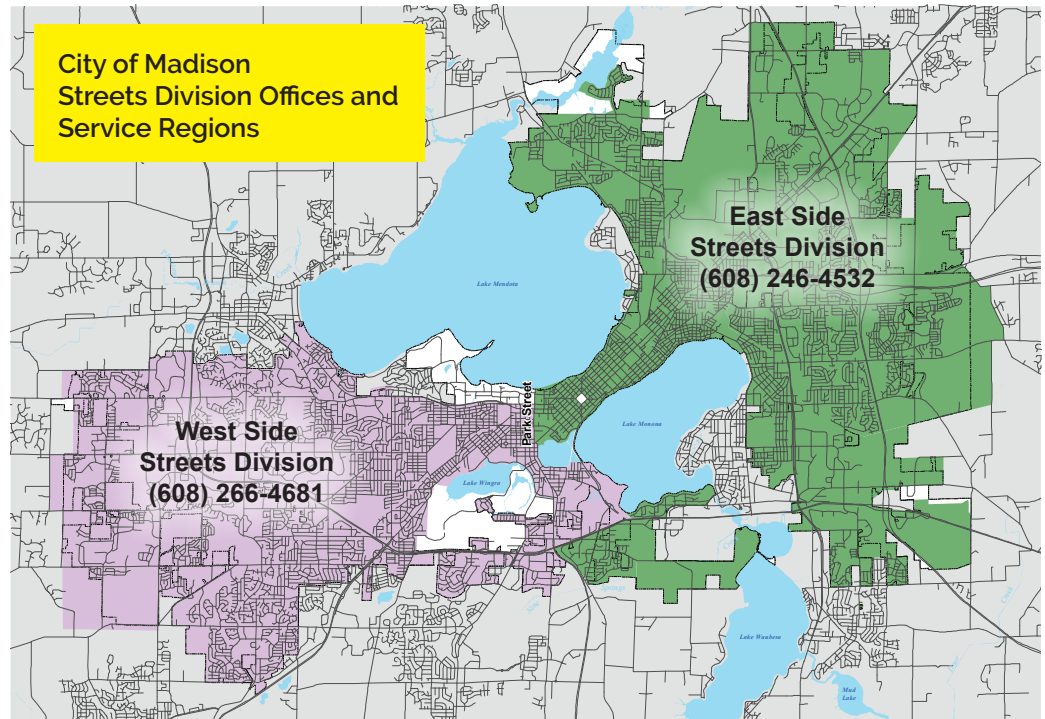 City of Madison
Streets Division Offices and
Service Regions
East Side
Streets Division
(608) 246-4532
Lake Mendota
Park Street
Lake Monona
West Side
Streets Division
(608) 266-4681
Lake Wingra
Lake Waubesa
Mud
Lake